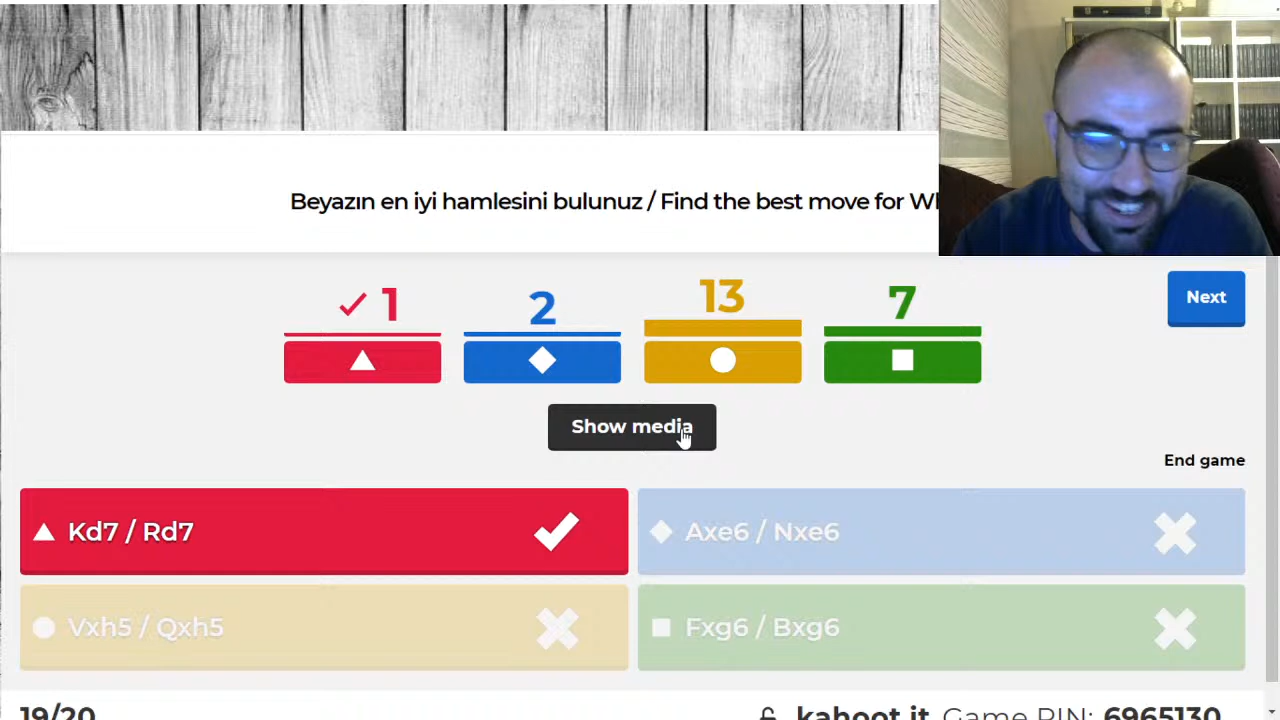 Beyazın en iyi hamlesini bulunuz / Find the best move for Wh
1
2
13
7
Next
Show media
End game
Kd7 / Rd7
Axe6 / Nxe6
Vxh5 / Qxh5
Fxg6 / Bxg6
19/20
kahoot.it Game PIN: 6965130